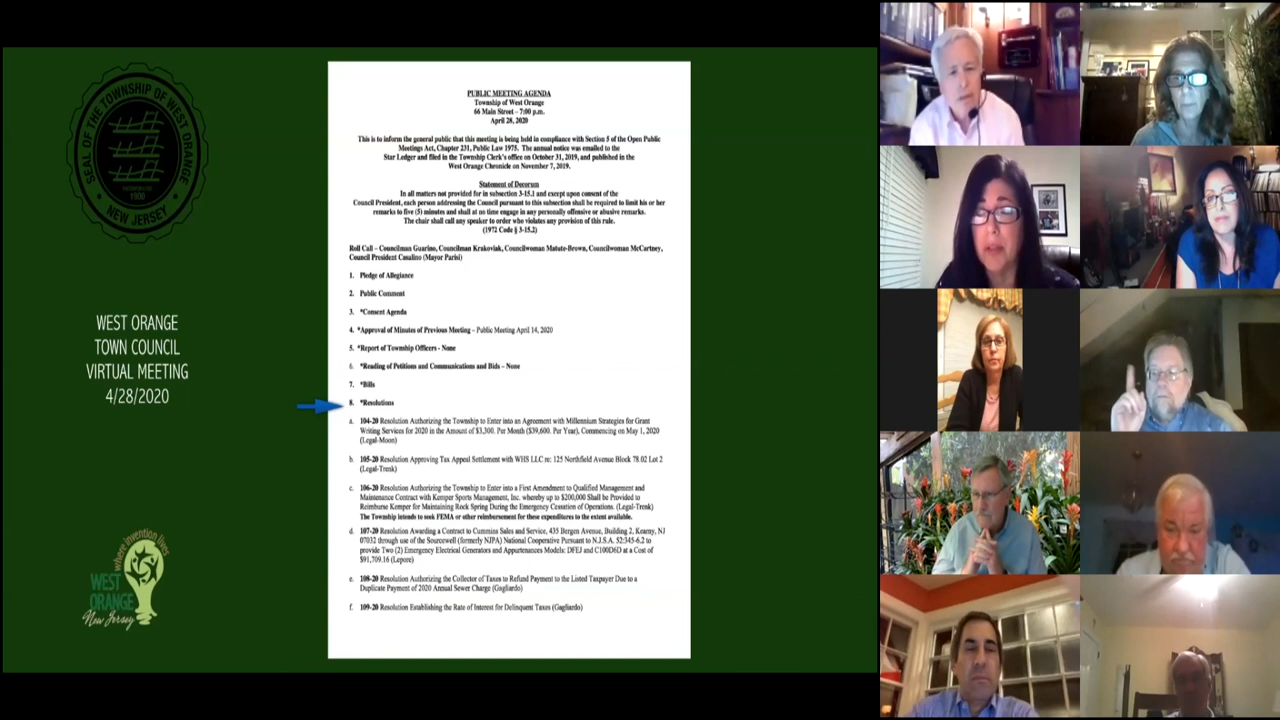 SEAL OF THE TOWNSHIP OF WEST ORANGE
1900
NEW JERSEY
WEST ORANGE
TOWN COUNCIL
VIRTUAL MEETING
4/28/2020
where invention lives
WEST
ORANGE
New Jersey
PUBLIC MEETING AGENDA
Township of West Orange
66 Main Street – 7:00 p.m.
April 28, 2020
This is to inform the general public that this meeting is being held in compliance with Section 5 of the Open Public
Meetings Act, Chapter 231, Public Law 1975. The annual notice was emailed to the
Star Ledger and filed in the Township Clerk's office on October 31, 2019, and published in the
West Orange Chronicle on November 7, 2019.
Statement of Decorum
In all matters not provided for in subsection 3-15.1 and except upon consent of the
Council President, each person addressing the Council pursuant to this subsection shall be required to limit his or her
remarks to five (5) minutes and shall at no time engage in any personally offensive or abusive remarks.
The chair shall call any speaker to order who violates any provision of this rule.
(1972 Code § 3-15.2)
Roll Call – Councilman Guarino, Councilman Krakoviak, Councilwoman Matute-Brown, Councilwoman McCartney,
Council President Casalino (Mayor Parisi)
1. Pledge of Allegiance
2. Public Comment
3. *Consent Agenda
4. *Approval of Minutes of Previous Meeting – Public Meeting April 14, 2020
5. *Report of Township Officers - None
6. *Reading of Petitions and Communications and Bids – None
7. *Bills
8. *Resolutions
a. 104-20 Resolution Authorizing the Township to Enter into an Agreement with Millennium Strategies for Grant
Writing Services for 2020 in the Amount of $3,300. Per Month ($39,600. Per Year), Commencing on May 1, 2020
(Legal-Moon)
b. 105-20 Resolution Approving Tax Appeal Settlement with WHS LLC re: 125 Northfield Avenue Block 78.02 Lot 2
(Legal-Trenk)
c. 106-20 Resolution Authorizing the Township to Enter into a First Amendment to Qualified Management and
Maintenance Contract with Kemper Sports Management, Inc. whereby up to $200,000 Shall be Provided to
Reimburse Kemper for Maintaining Rock Spring During the Emergency Cessation of Operations. (Legal-Trenk)
The Township intends to seek FEMA or other reimbursement for these expenditures to the extent available.
d. 107-20 Resolution Awarding a Contract to Cummins Sales and Service, 435 Bergen Avenue, Building 2, Kearny, NJ
07032 through use of the Sourcewell (formerly NJPA) National Cooperative Pursuant to N.J.S.A. 52:345-6.2 to
provide Two (2) Emergency Electrical Generators and Appurtenances Models: DFEJ and C100D6D at a Cost of
$91,709.16 (Lepore)
e. 108-20 Resolution Authorizing the Collector of Taxes to Refund Payment to the Listed Taxpayer Due to a
Duplicate Payment of 2020 Annual Sewer Charge (Gagliardo)
f. 109-20 Resolution Establishing the Rate of Interest for Delinquent Taxes (Gagliardo)